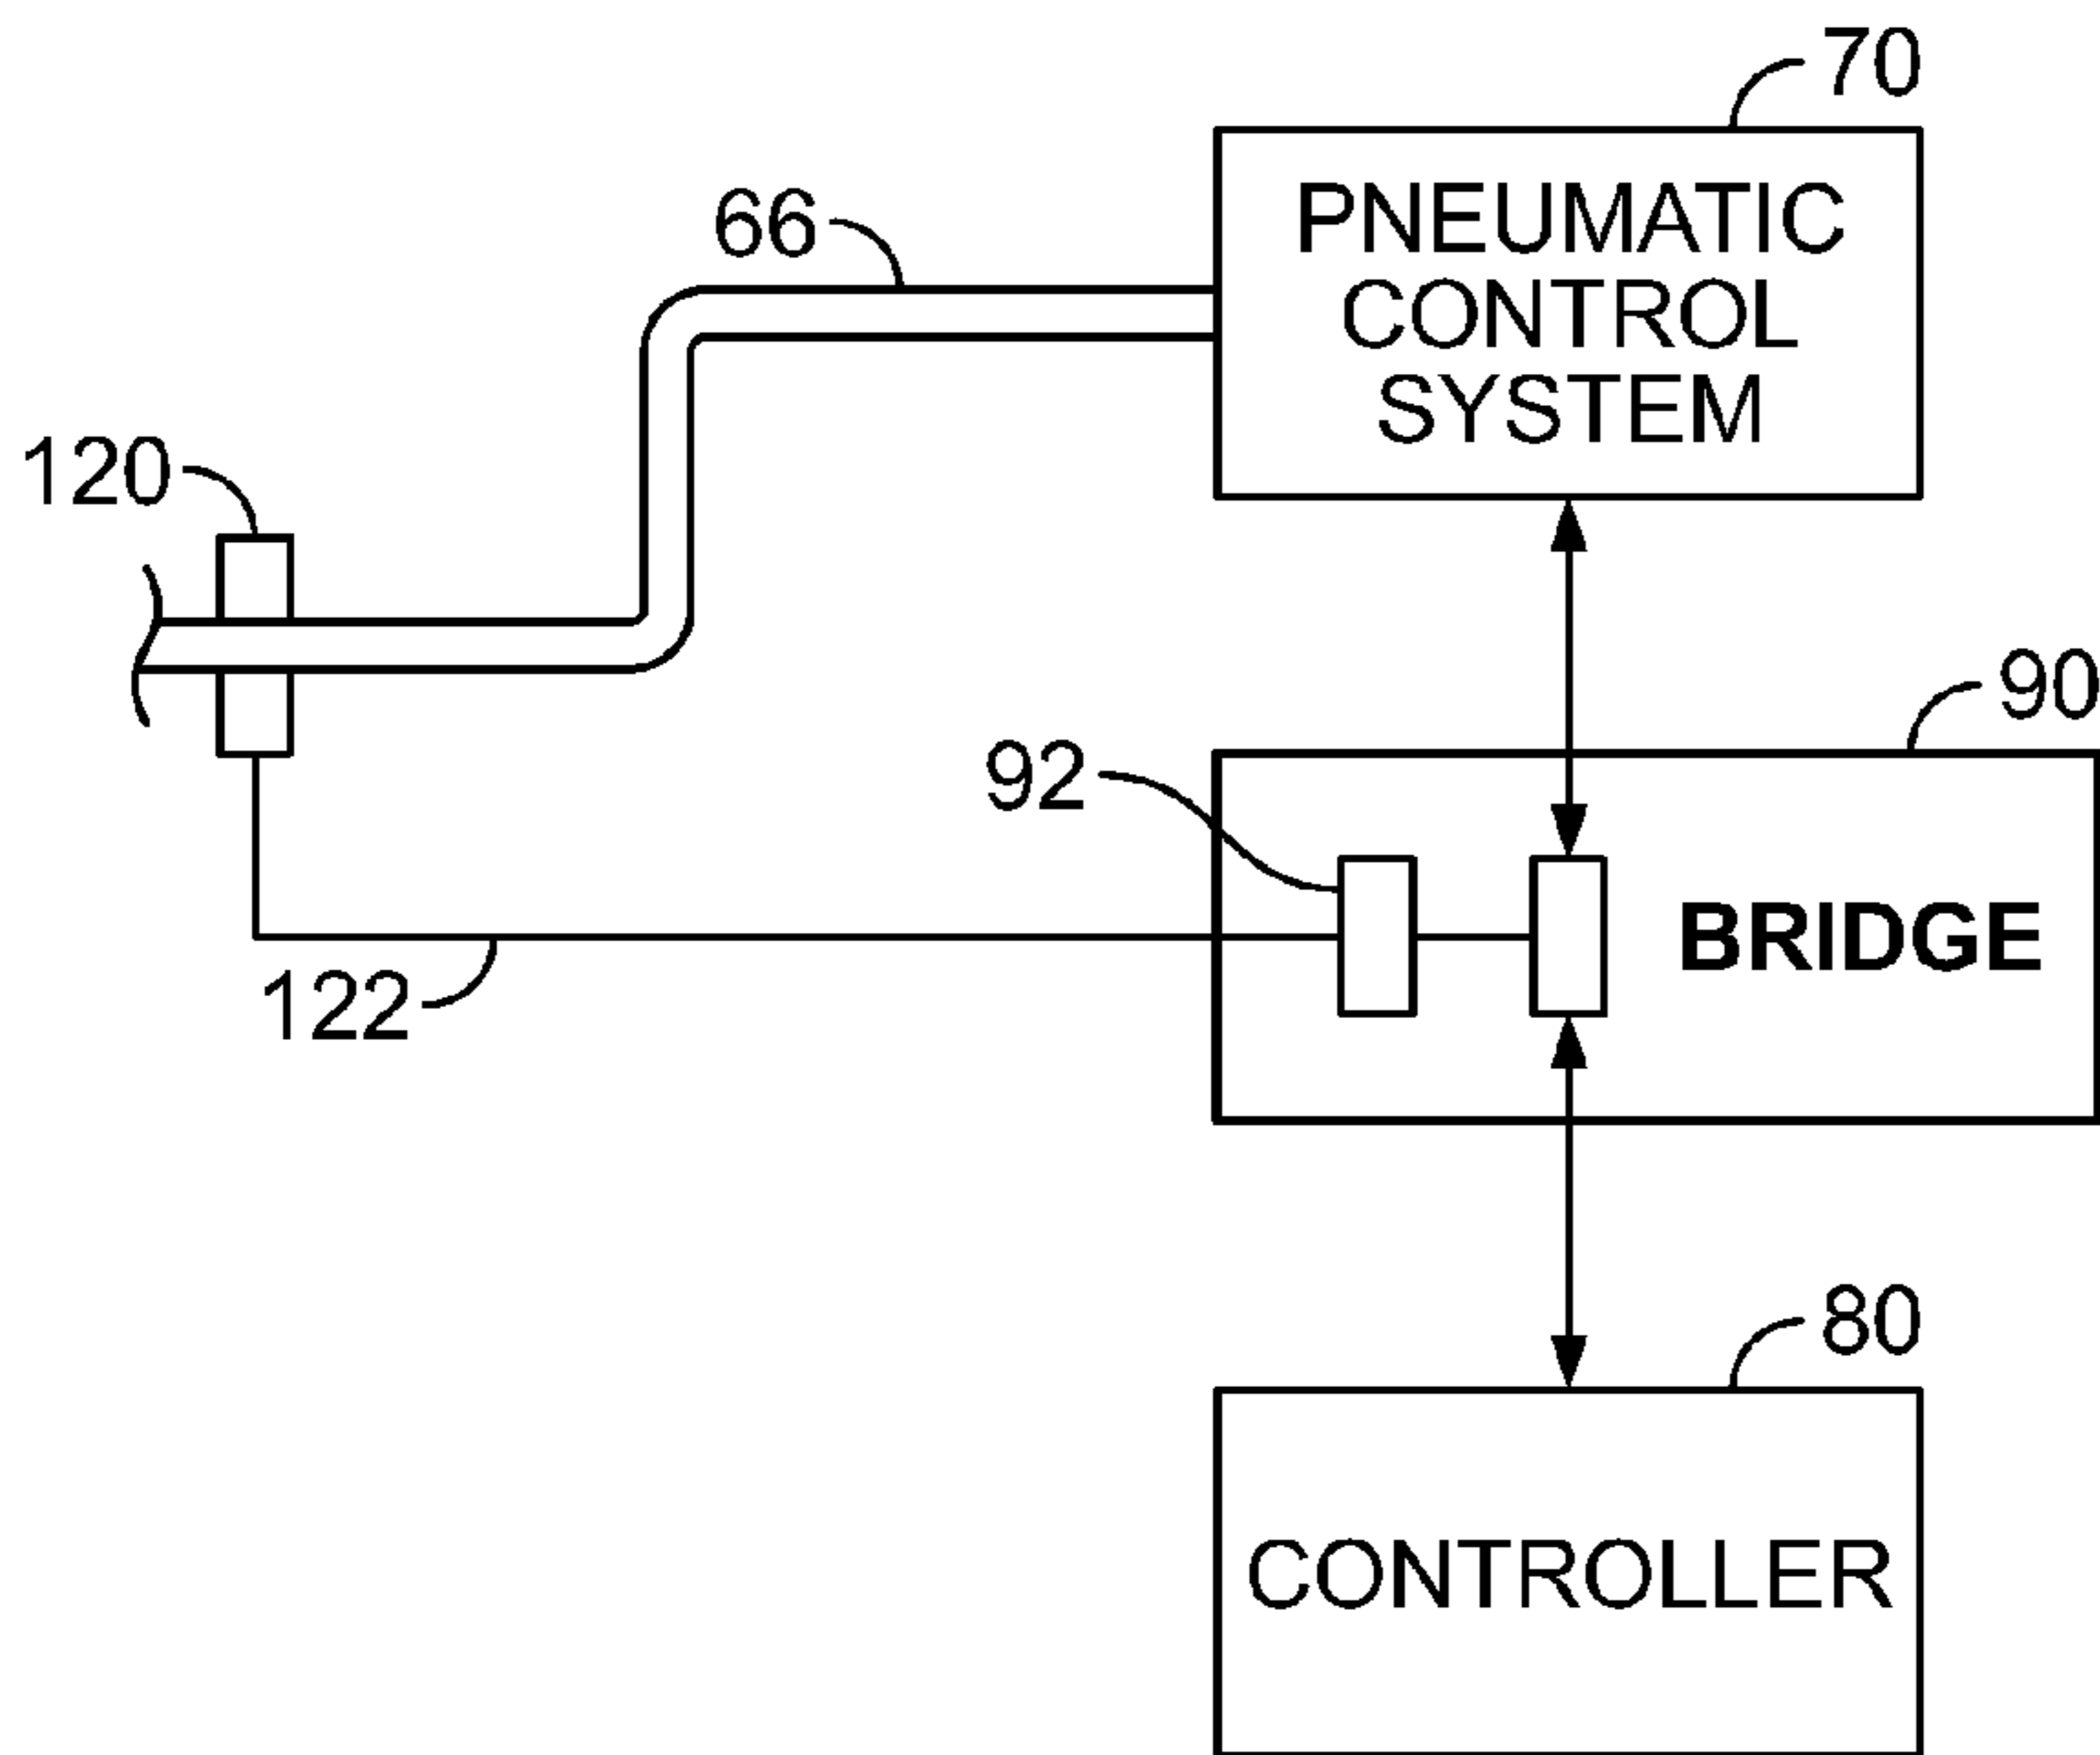 70
66
PNEUMATIC
CONTROL
SYSTEM
120
90
92
BRIDGE
122
80
CONTROLLER